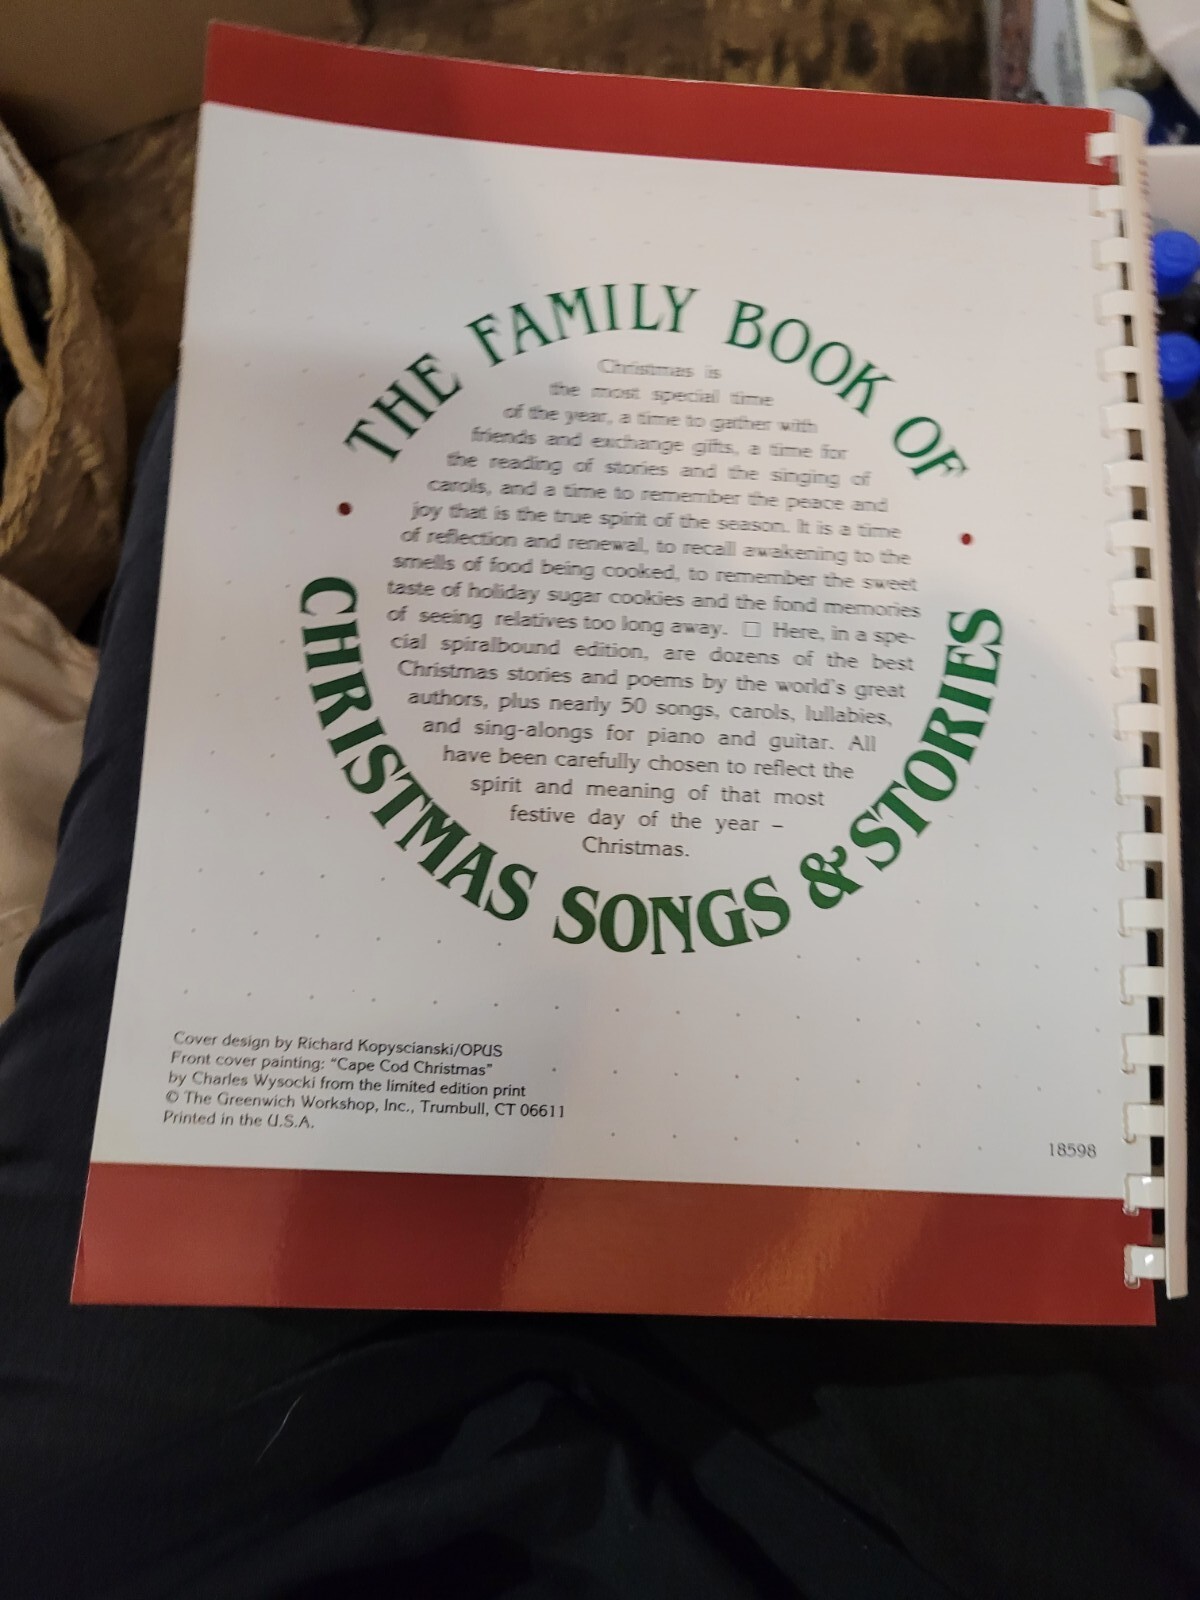 THE FAMILY BOOK OF
Christmas is
the most special time
of the year, a time to gather with
friends and exchange gifts, a time for
the reading of stories and the singing of
carols, and a time to remember the peace and
joy that is the true spirit of the season. It is a time
of reflection and renewal, to recall awakening to the
smells of food being cooked, to remember the sweet
taste of holiday sugar cookies and the fond memories
of seeing relatives too long away. □ Here, in a spe-
cial spiralbound edition, are dozens of the best
Christmas stories and poems by the world's great
authors, plus nearly 50 songs, carols, lullabies,
and sing-alongs for piano and guitar. All
have been carefully chosen to reflect the
spirit and meaning of that most
festive day of the year –
Christmas.
CHRISTMAS SONGS & STORIES
Cover design by Richard Kopyscianski/OPUS
Front cover painting: "Cape Cod Christmas"
by Charles Wysocki from the limited edition print
© The Greenwich Workshop, Inc., Trumbull, CT 06611
Printed in the U.S.A.
18598